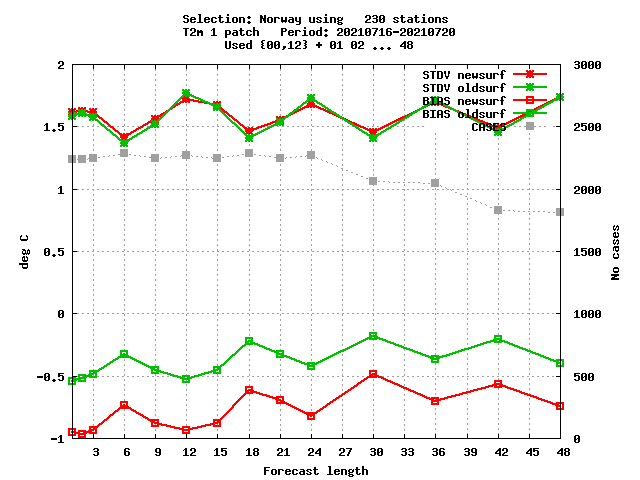 Selection: Norway using   230 stations
T2m 1 patch   Period: 20210716-20210720
Used {00,12} + 01 02 ... 48
2
1.5
1
0.5
0
-0.5
-1
deg C
3000
2500
2000
1500
1000
500
0
No cases
STDV newsurf
STDV oldsurf
BIAS newsurf
BIAS oldsurf
CASES
3 6 9 12 15 18 21 24 27 30 33 36 39 42 45 48
Forecast length